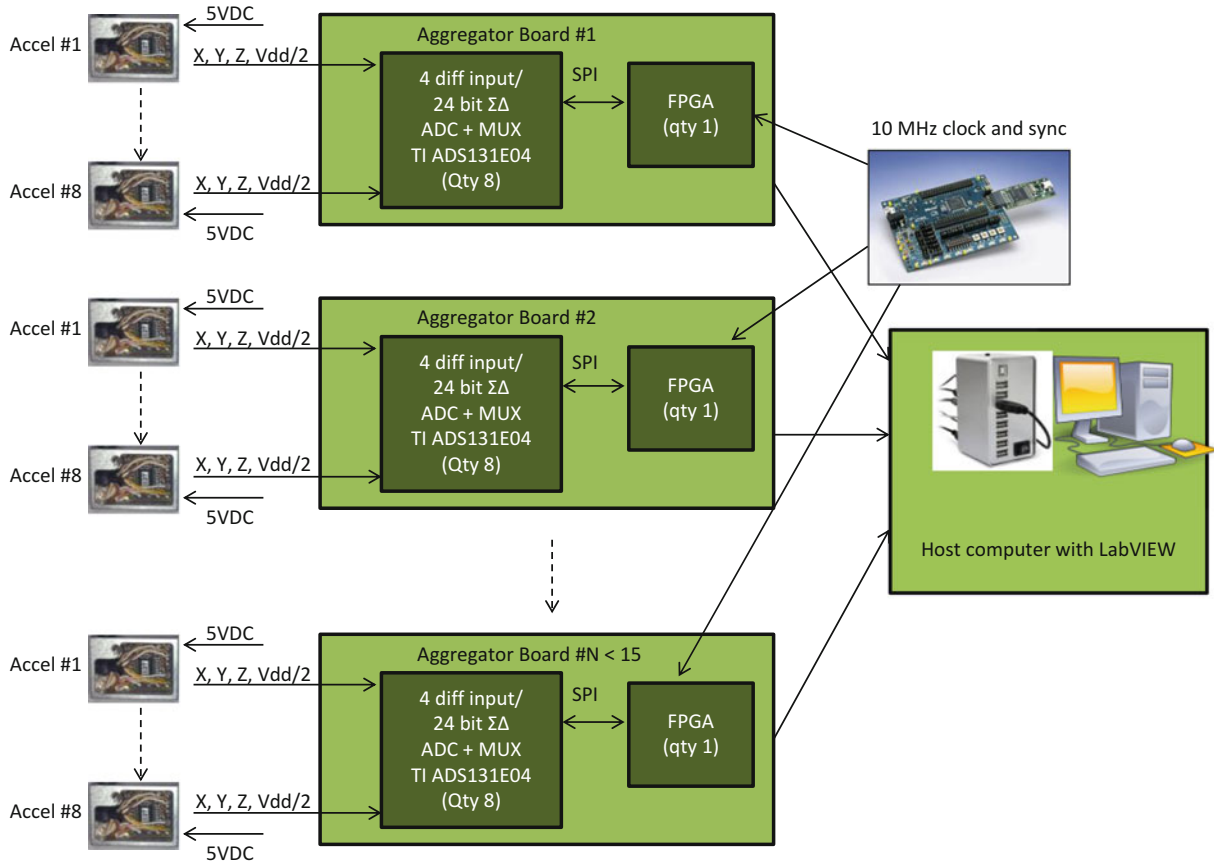 5VDC
Accel #1
X, Y, Z, Vdd/2
Accel #8
X, Y, Z, Vdd/2
5VDC
Aggregator Board #1
4 diff input/
24 bit ΣΔ
ADC + MUX
TI ADS131E04
(Qty 8)
SPI
FPGA
(qty 1)
10 MHz clock and sync
5VDC
Accel #1
X, Y, Z, Vdd/2
Accel #8
X, Y, Z, Vdd/2
5VDC
Aggregator Board #2
4 diff input/
24 bit ΣΔ
ADC + MUX
TI ADS131E04
(Qty 8)
SPI
FPGA
(qty 1)
Host computer with LabVIEW
5VDC
Accel #1
X, Y, Z, Vdd/2
Accel #8
X, Y, Z, Vdd/2
5VDC
Aggregator Board #N < 15
4 diff input/
24 bit ΣΔ
ADC + MUX
TI ADS131E04
(Qty 8)
SPI
FPGA
(qty 1)